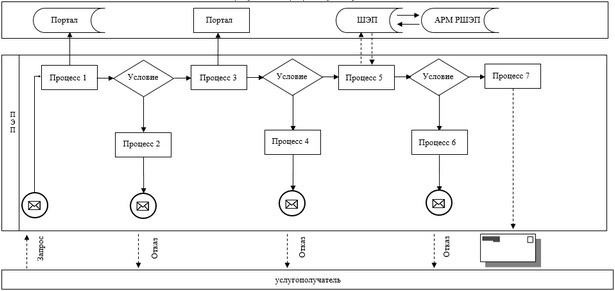 Портал
Портал
ШЭП
АРМ РШЭП
ПЭП
Процесс 1
Условие
Процесс 3
Условие
Процесс 5
Условие
Процесс 7
Процесс 2
Процесс 4
Процесс 6
Запрос
Отказ
Отказ
Отказ
услугополучатель